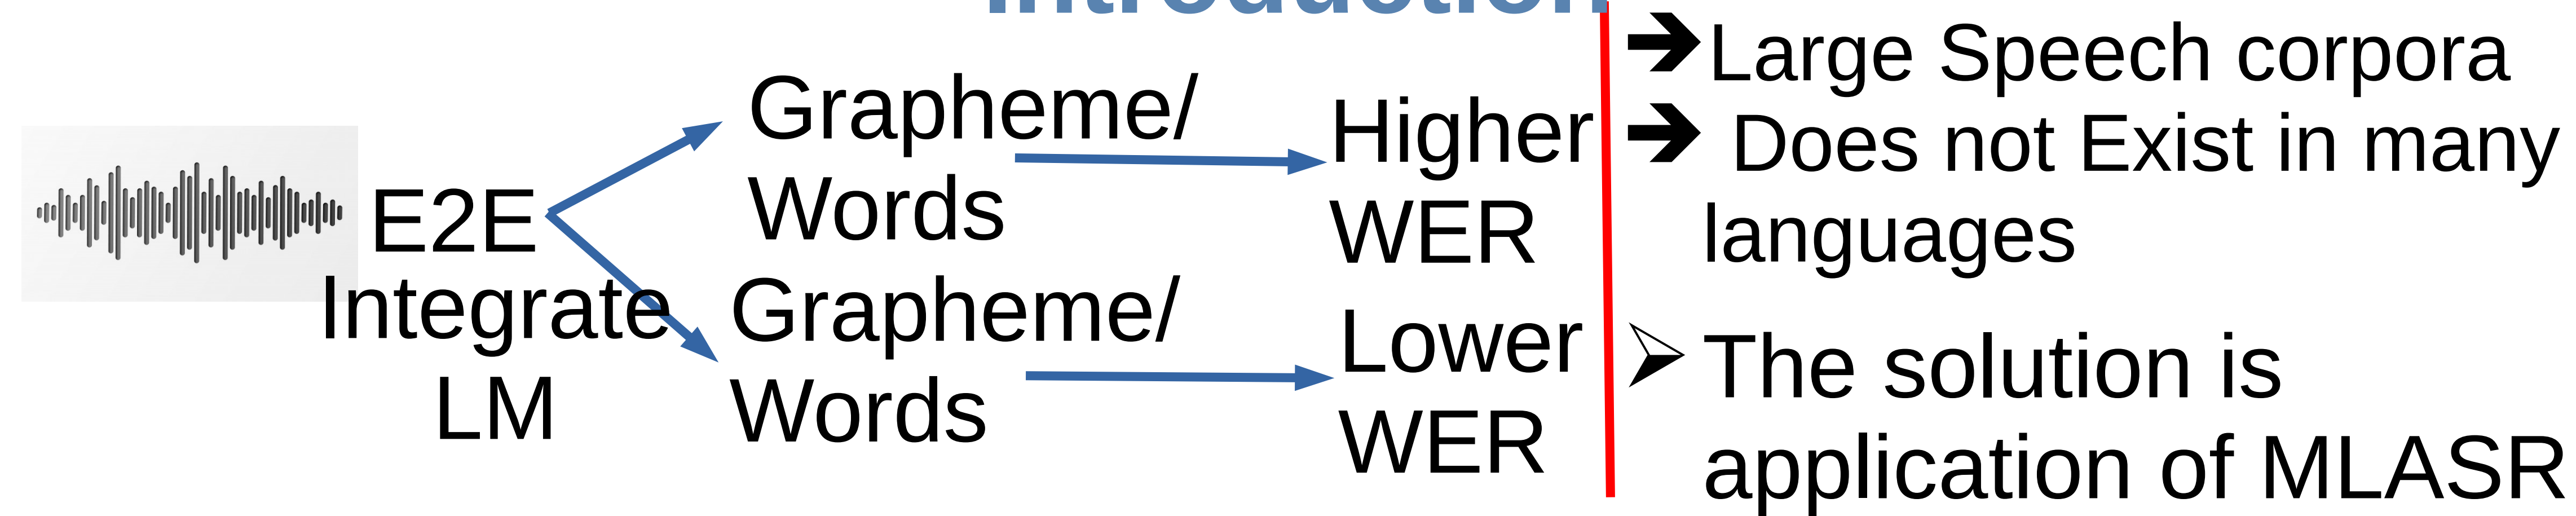 Introduction
E2E
Integrate
LM
Grapheme/
Words
Grapheme/
Words
Higher
WER
Lower
WER
Large Speech corpora
Does not Exist in many
languages
The solution is
application of MLASR